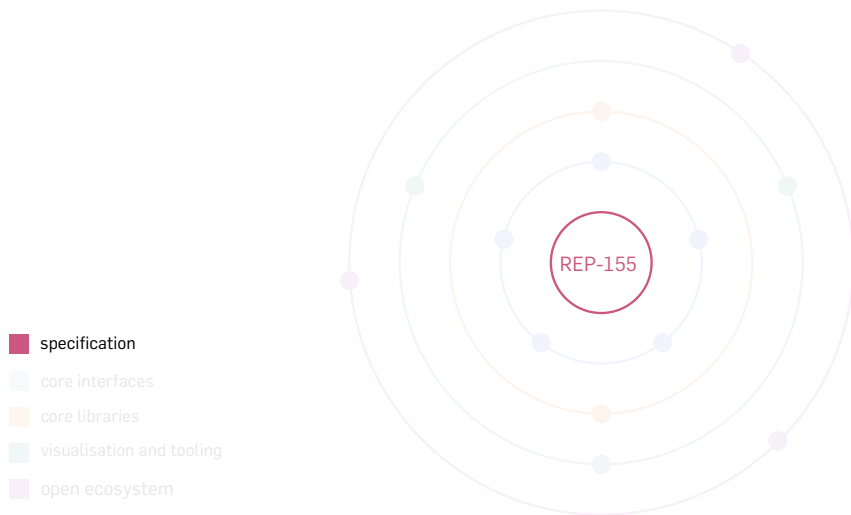 REP-155
specification
core interfaces
core libraries
visualisation and tooling
open ecosystem